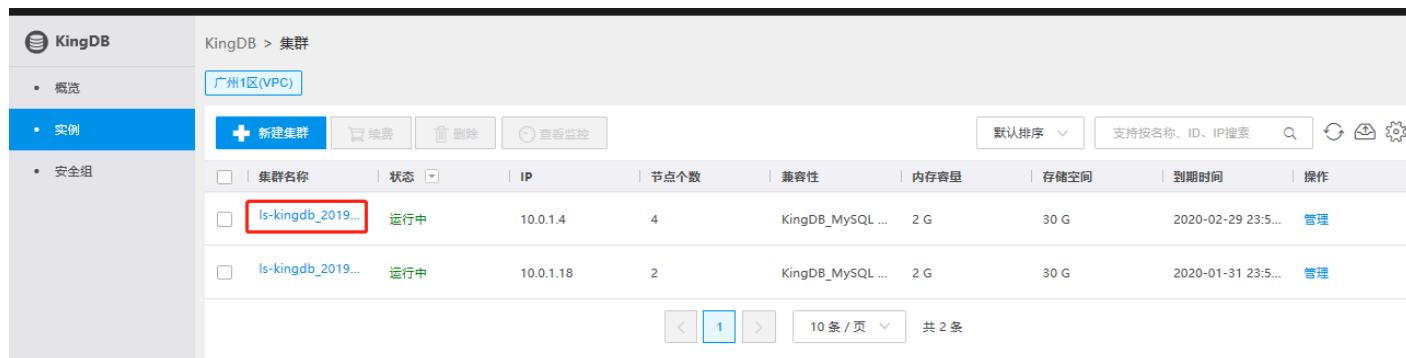 KingDB
KingDB > 集群
概览
广州1区(VPC)
实例
新建集群 续费 删除 查看监控 默认排序 支持按名称、ID、IP搜索
安全组
集群名称 状态 IP 节点个数 兼容性 内存容量 存储空间 到期时间 操作
ls-kingdb_2019... 运行中 10.0.1.4 4 KingDB_MySQL ... 2 G 30 G 2020-02-29 23:5... 管理
ls-kingdb_2019... 运行中 10.0.1.18 2 KingDB_MySQL ... 2 G 30 G 2020-01-31 23:5... 管理
< 1 > 10 条 / 页 共 2 条